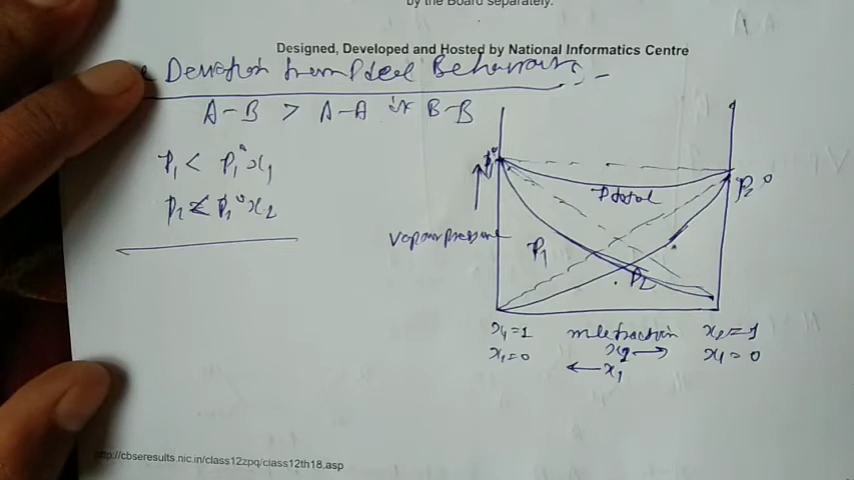 by the Board separately.
Designed, Developed and Hosted by National Informatics Centre
Deviation from Ideal Behaviour
A-B > A-A or B-B
P₁ < P₁° x₁
P₂ < P₂° x₂
P₂°
Ptotal
vapour pressure
P₁
P₂
x₁=1 mole fraction x₂=1
x₁=0 x₂ → x₁=0
← x₁
http://cbseresults.nic.in/class12zpq/class12th18.asp